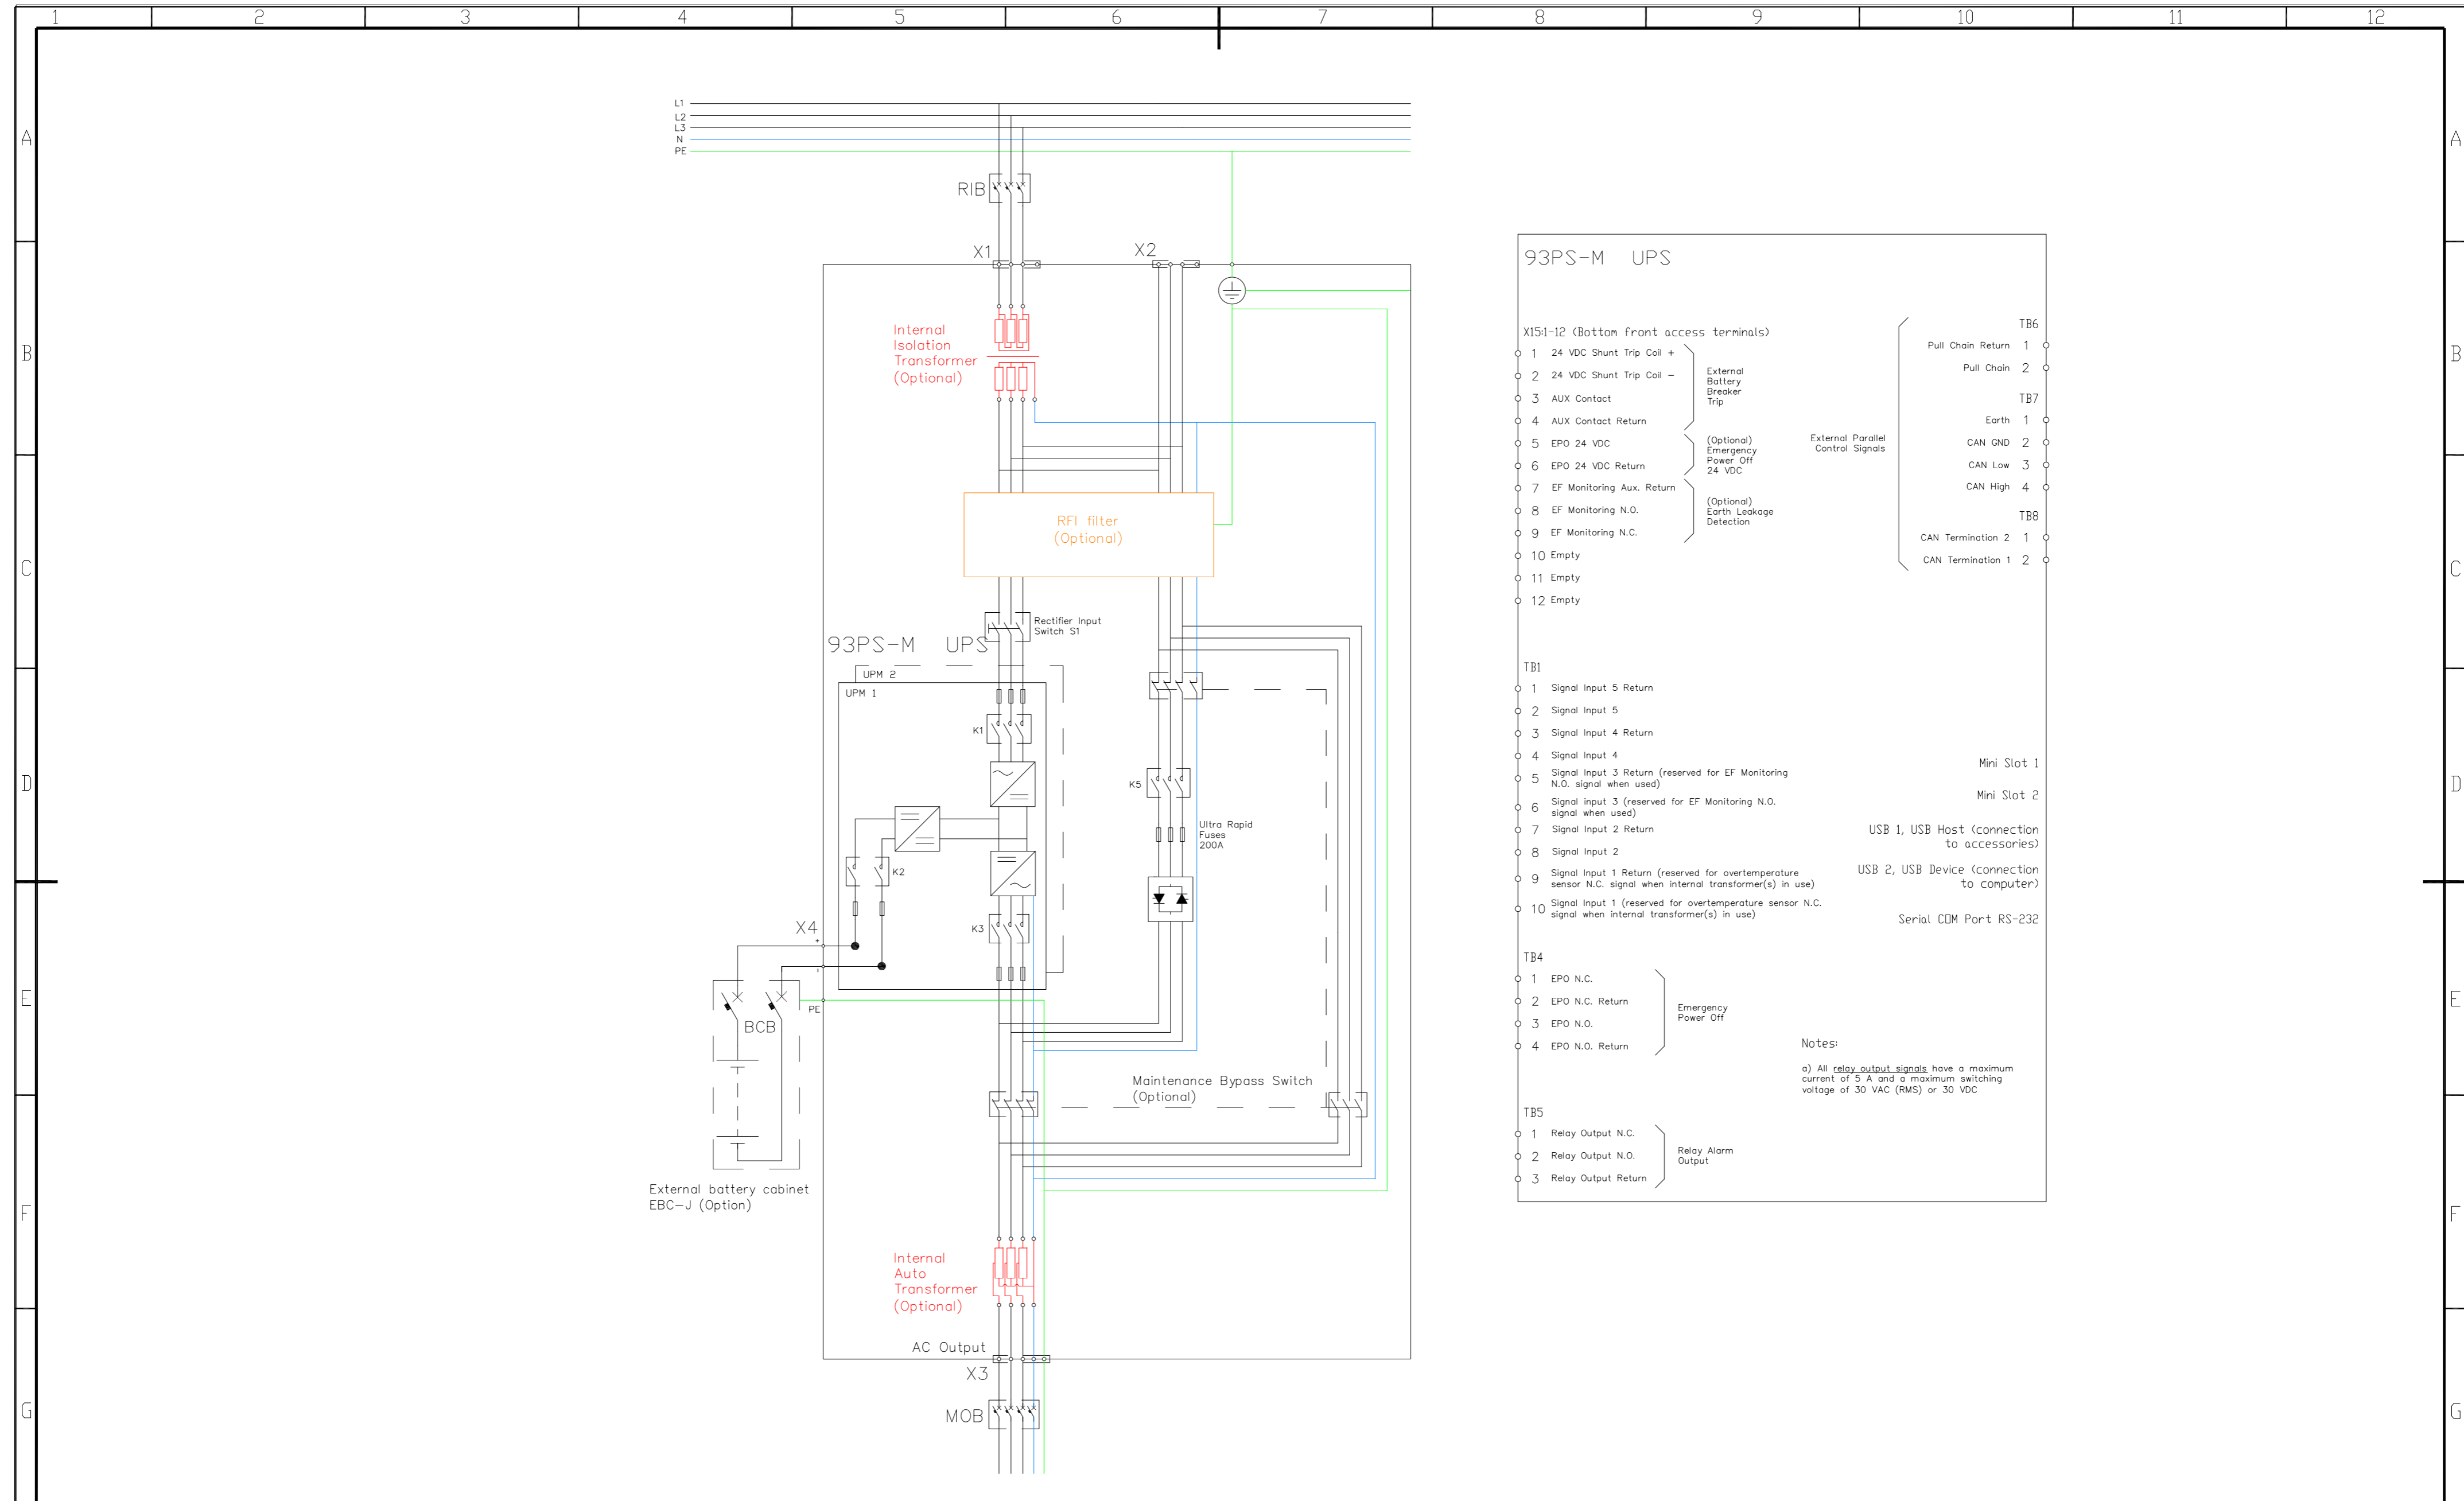 1 2 3 4 5 6 7 8 9 10 11 12
A
B
C
D
E
F
G
A
B
C
D
E
F
G
L1
L2
L3
N
PE
RIB
X1
X2
Internal
Isolation
Transformer
(Optional)
RFI filter
(Optional)
Rectifier Input
Switch S1
93PS-M UPS
UPM 2
UPM 1
K1
K5
K2
Ultra Rapid
Fuses
200A
K3
X4
+
-
PE
BCB
Maintenance Bypass Switch
(Optional)
External battery cabinet
EBC-J (Option)
Internal
Auto
Transformer
(Optional)
AC Output
X3
MOB
93PS-M UPS
X15:1-12 (Bottom front access terminals)
1 24 VDC Shunt Trip Coil +
2 24 VDC Shunt Trip Coil -
3 AUX Contact
4 AUX Contact Return
External
Battery
Breaker
Trip
5 EPO 24 VDC
6 EPO 24 VDC Return
(Optional)
Emergency
Power Off
24 VDC
7 EF Monitoring Aux. Return
8 EF Monitoring N.O.
9 EF Monitoring N.C.
(Optional)
Earth Leakage
Detection
10 Empty
11 Empty
12 Empty
External Parallel
Control Signals
TB6
Pull Chain Return 1
Pull Chain 2
TB7
Earth 1
CAN GND 2
CAN Low 3
CAN High 4
TB8
CAN Termination 2 1
CAN Termination 1 2
TB1
1 Signal Input 5 Return
2 Signal Input 5
3 Signal Input 4 Return
4 Signal Input 4
5 Signal Input 3 Return (reserved for EF Monitoring
N.O. signal when used)
6 Signal input 3 (reserved for EF Monitoring N.O.
signal when used)
7 Signal Input 2 Return
8 Signal Input 2
9 Signal Input 1 Return (reserved for overtemperature
sensor N.C. signal when internal transformer(s) in use)
10 Signal Input 1 (reserved for overtemperature sensor N.C.
signal when internal transformer(s) in use)
Mini Slot 1
Mini Slot 2
USB 1, USB Host (connection
to accessories)
USB 2, USB Device (connection
to computer)
Serial COM Port RS-232
TB4
1 EPO N.C.
2 EPO N.C. Return
3 EPO N.O.
4 EPO N.O. Return
Emergency
Power Off
Notes:
a) All relay output signals have a maximum
current of 5 A and a maximum switching
voltage of 30 VAC (RMS) or 30 VDC
TB5
1 Relay Output N.C.
2 Relay Output N.O.
3 Relay Output Return
Relay Alarm
Output